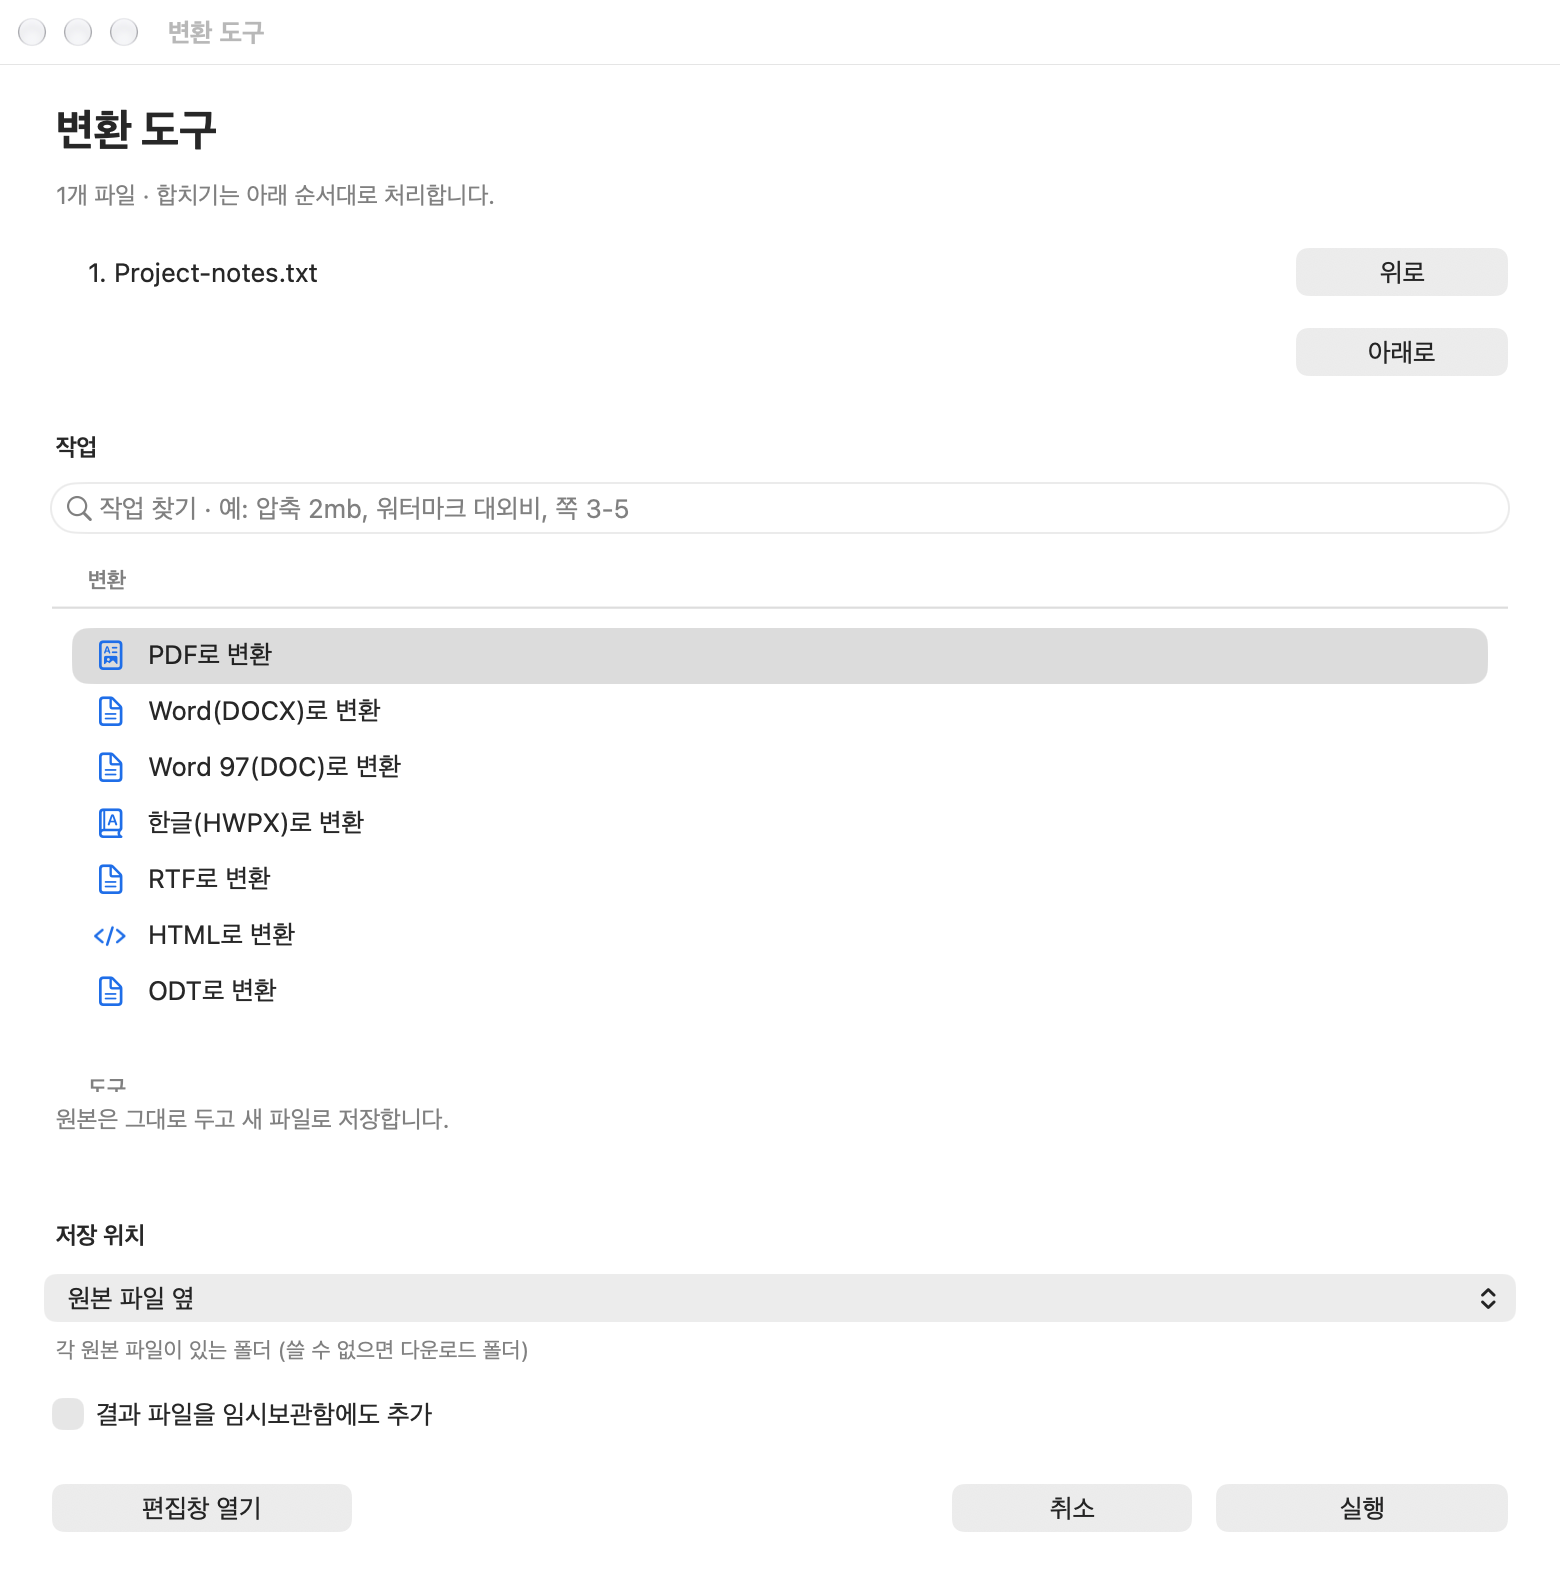 변환 도구
변환 도구
1개 파일 · 합치기는 아래 순서대로 처리합니다.
1. Project-notes.txt
위로
아래로
작업
작업 찾기 · 예: 압축 2mb, 워터마크 대외비, 쪽 3-5
변환
PDF로 변환
Word(DOCX)로 변환
Word 97(DOC)로 변환
한글(HWPX)로 변환
RTF로 변환
HTML로 변환
ODT로 변환
도구
원본은 그대로 두고 새 파일로 저장합니다.
저장 위치
원본 파일 옆
각 원본 파일이 있는 폴더 (쓸 수 없으면 다운로드 폴더)
결과 파일을 임시보관함에도 추가
편집창 열기
취소
실행